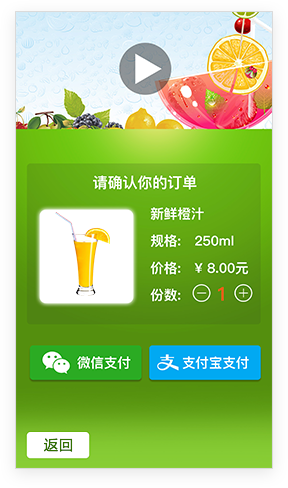 请确认你的订单
新鲜橙汁
规格: 250ml
价格: ¥ 8.00元
份数: 1
微信支付
支付宝支付
返回